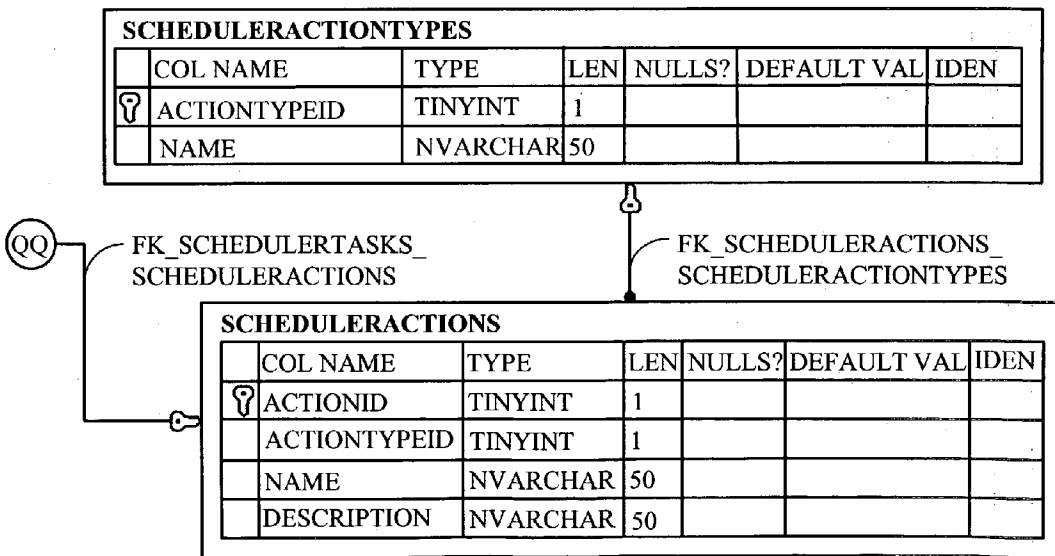 SCHEDULERACTIONTYPES
COL NAME TYPE LEN NULLS? DEFAULT VAL IDEN
ACTIONTYPEID TINYINT 1
NAME NVARCHAR 50
QQ
FK_SCHEDULERTASKS_
SCHEDULERACTIONS
FK_SCHEDULERACTIONS_
SCHEDULERACTIONTYPES
SCHEDULERACTIONS
COL NAME TYPE LEN NULLS? DEFAULT VAL IDEN
ACTIONID TINYINT 1
ACTIONTYPEID TINYINT 1
NAME NVARCHAR 50
DESCRIPTION NVARCHAR 50